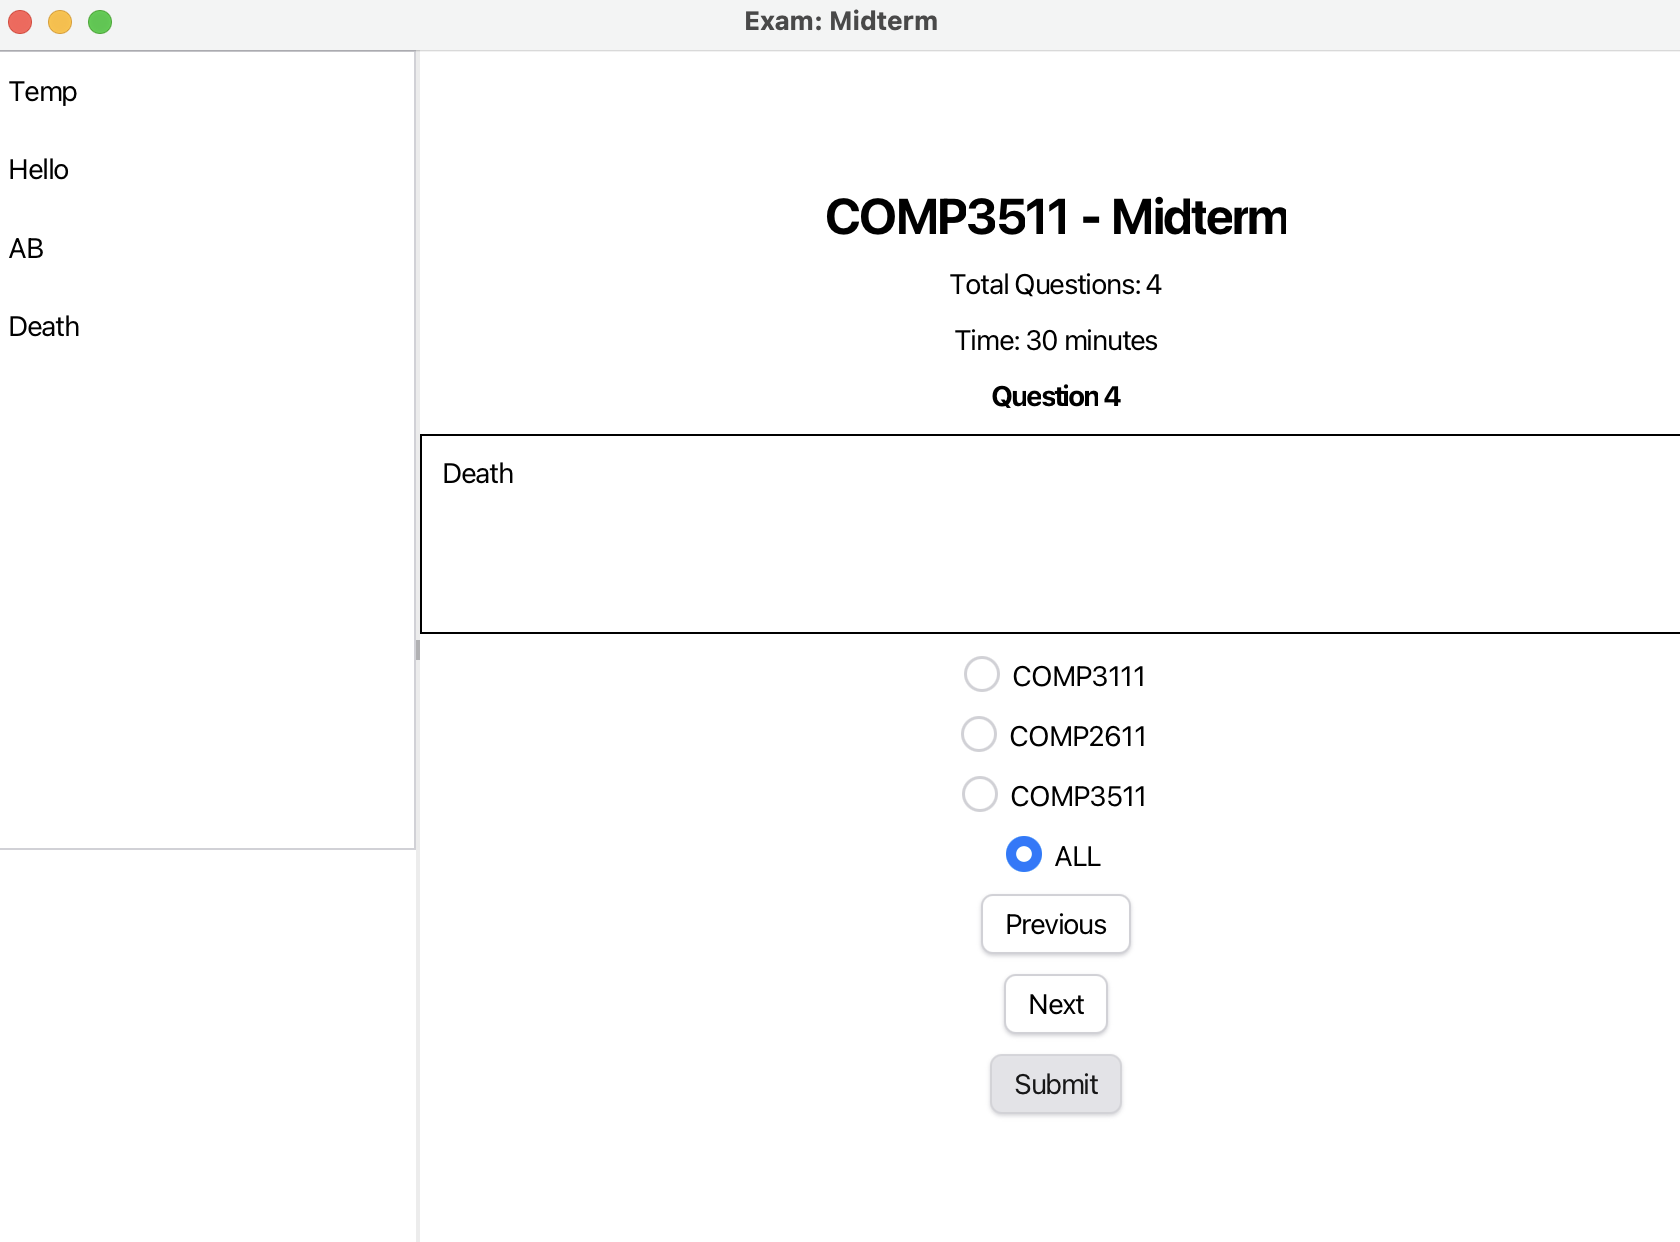 Exam: Midterm
Temp
Hello
AB
Death
COMP3511 - Midterm
Total Questions: 4
Time: 30 minutes
Question 4
Death
COMP3111
COMP2611
COMP3511
ALL
Previous
Next
Submit